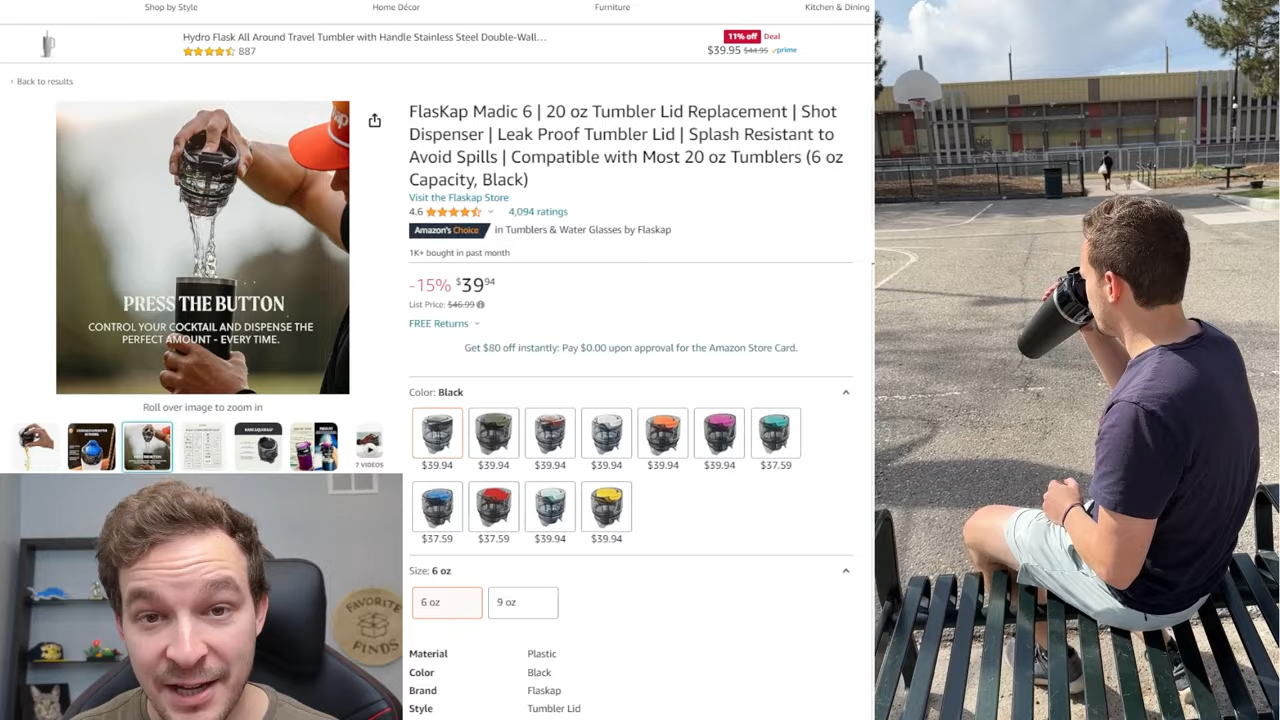 Shop by Style
Home Décor
Furniture
Kitchen & Dining
Hydro Flask All Around Travel Tumbler with Handle Stainless Steel Double-Wall...
887
11% off Deal
$39.95 $44.95 prime
‹ Back to results
FlasKap Madic 6 | 20 oz Tumbler Lid Replacement | Shot
Dispenser | Leak Proof Tumbler Lid | Splash Resistant to
Avoid Spills | Compatible with Most 20 oz Tumblers (6 oz
Capacity, Black)
Visit the Flaskap Store
4.6
4,094 ratings
Amazon's Choice in Tumblers & Water Glasses by Flaskap
1K+ bought in past month
-15% $39 94
List Price: $46.99
FREE Returns
Get $80 off instantly: Pay $0.00 upon approval for the Amazon Store Card.
PRESS THE BUTTON
CONTROL YOUR COCKTAIL AND DISPENSE THE
PERFECT AMOUNT - EVERY TIME.
Roll over image to zoom in
7 VIDEOS
Color: Black
$39.94
$39.94
$39.94
$39.94
$39.94
$39.94
$37.59
$37.59
$37.59
$39.94
$39.94
Size: 6 oz
6 oz
9 oz
Material Plastic
Color Black
Brand Flaskap
Style Tumbler Lid
FAVORITE
FINDS